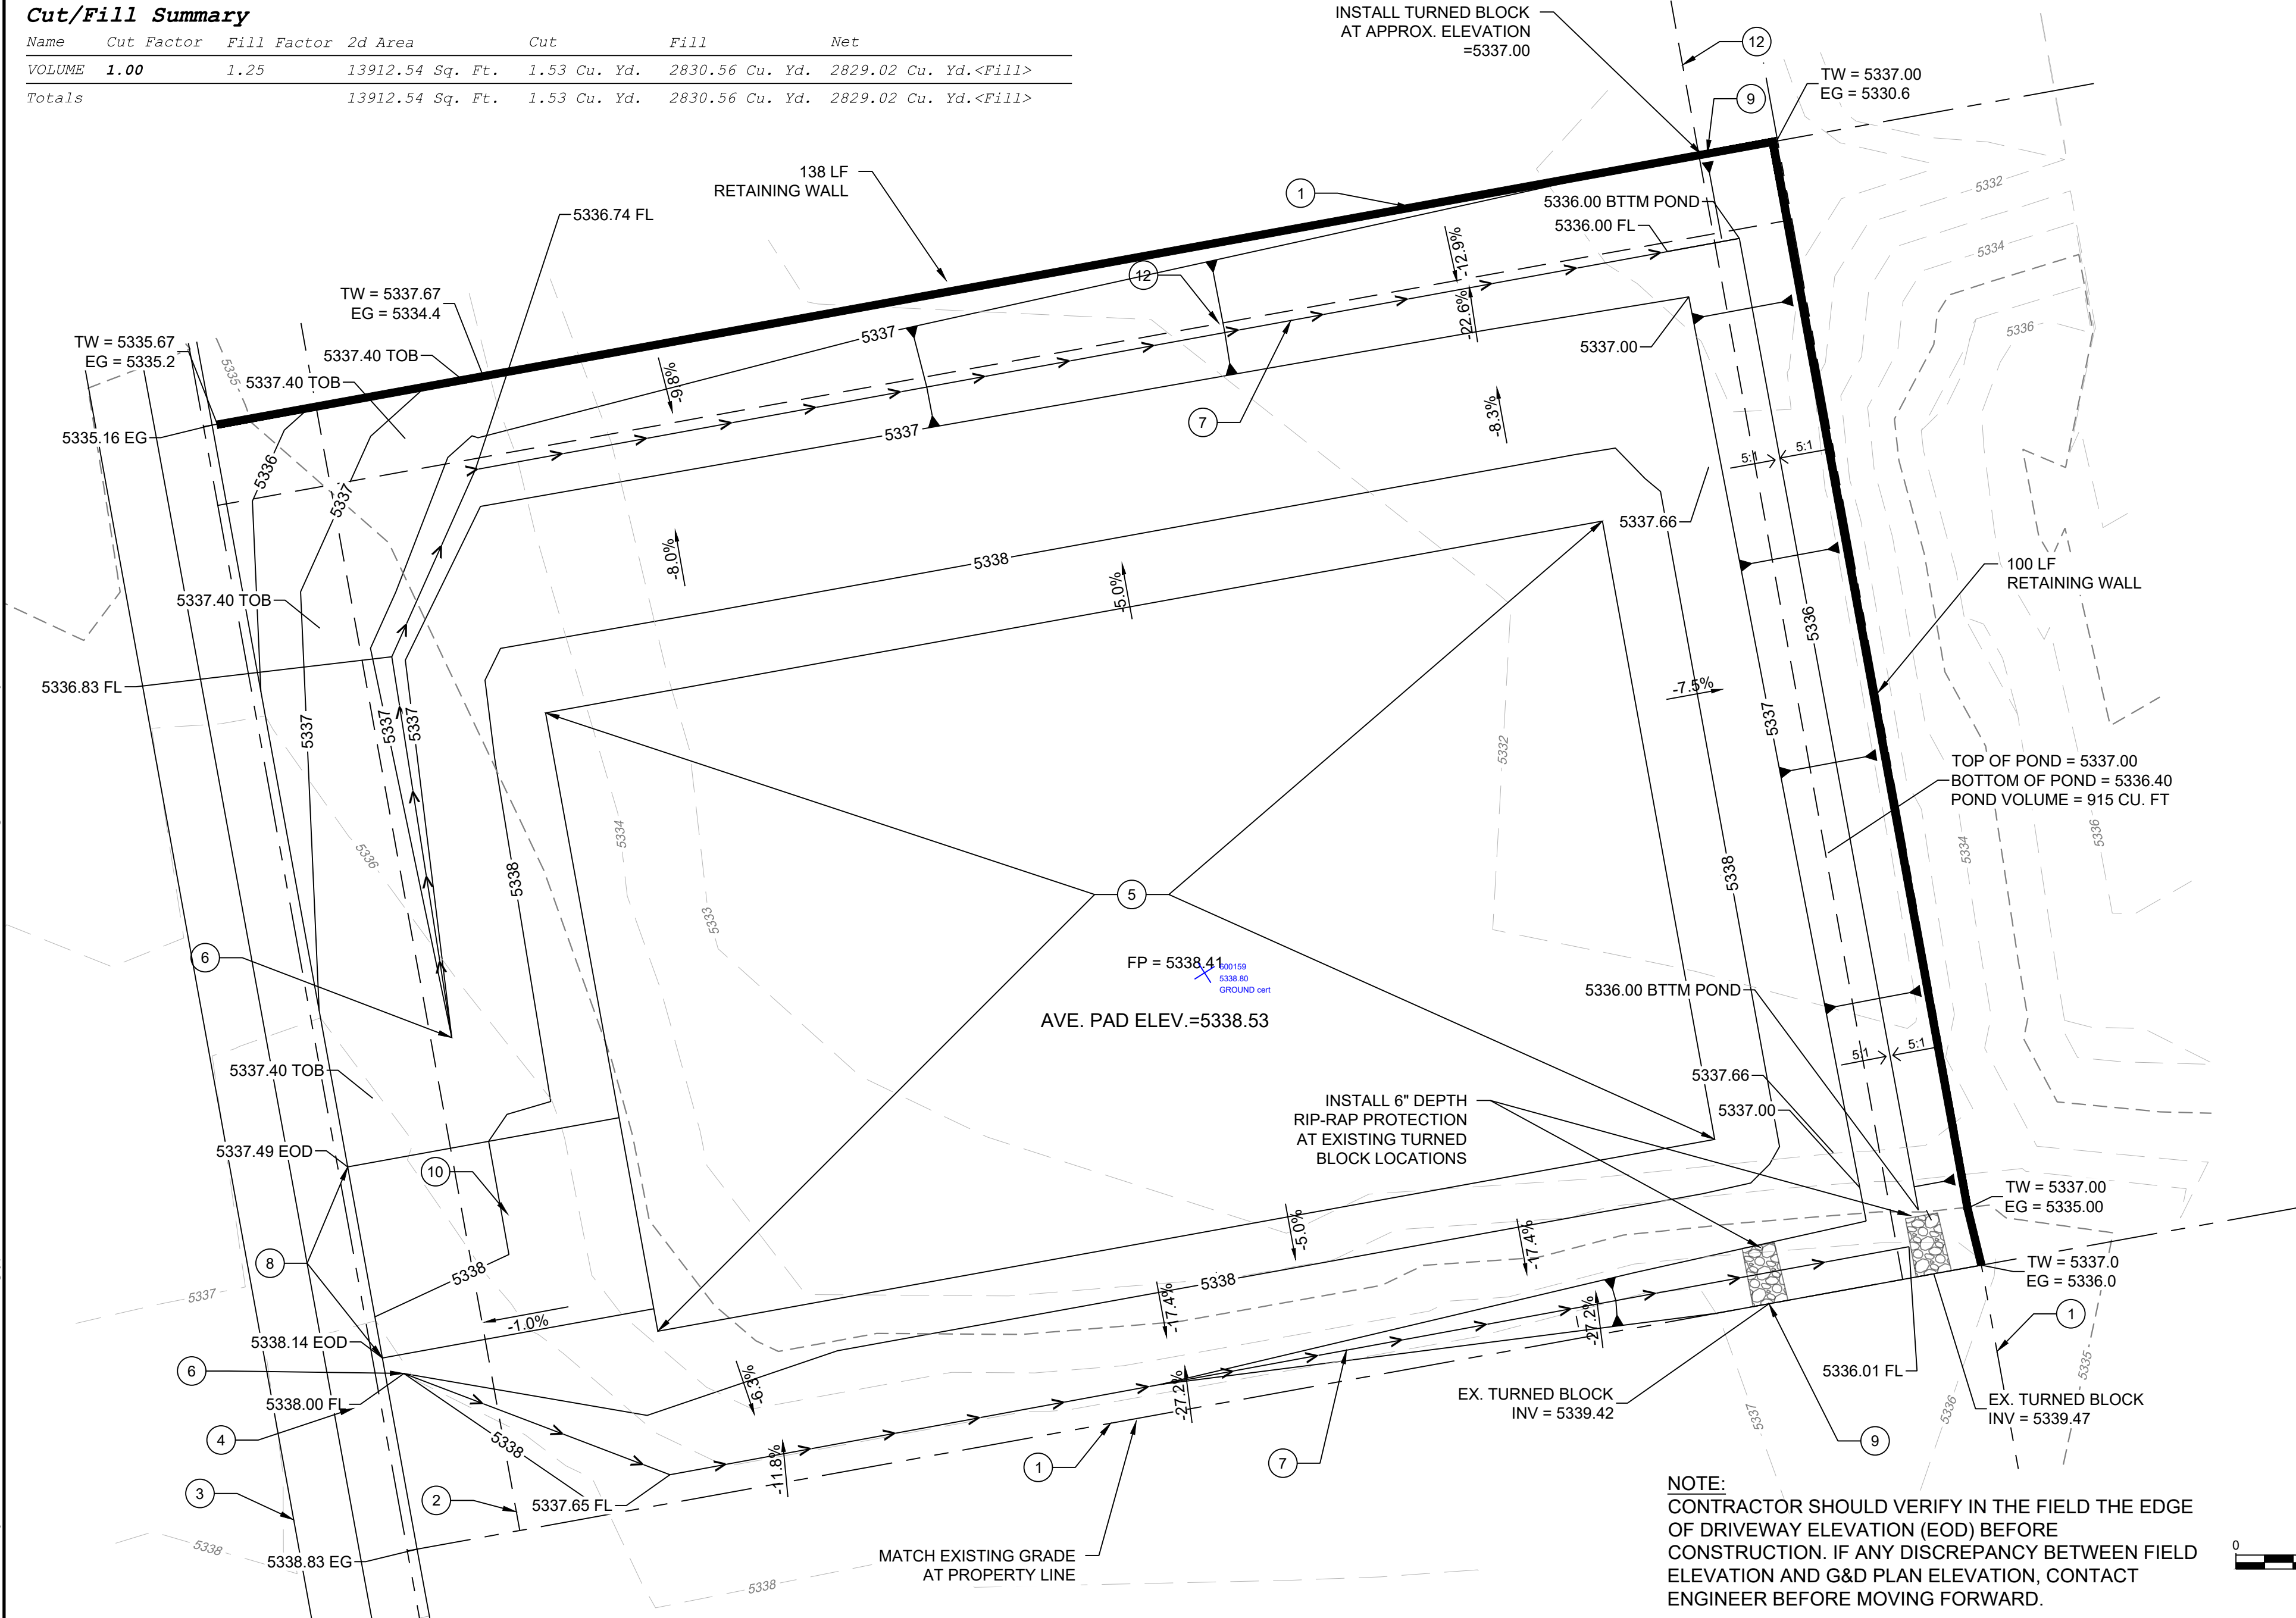 Cut/Fill Summary
Name Cut Factor Fill Factor 2d Area Cut Fill Net
VOLUME 1.00 1.25 13912.54 Sq. Ft. 1.53 Cu. Yd. 2830.56 Cu. Yd. 2829.02 Cu. Yd.<Fill>
Totals 13912.54 Sq. Ft. 1.53 Cu. Yd. 2830.56 Cu. Yd. 2829.02 Cu. Yd.<Fill>
INSTALL TURNED BLOCK
AT APPROX. ELEVATION
=5337.00
12
9
TW = 5337.00
EG = 5330.6
138 LF
RETAINING WALL
1
5332
5336.74 FL
5336.00 BTTM POND
5336.00 FL
-12.9%
5334
12
TW = 5337.67
EG = 5334.4
-22.6%
5336
TW = 5335.67
EG = 5335.2
5337.40 TOB
5335
5337
5337.00
5337.40 TOB
-9.8%
-8.3%
7
5335.16 EG
5337
5336
5337
5:1
5:1
5337.66
5338
-8.0%
-5.0%
100 LF
RETAINING WALL
5337.40 TOB
5336
5336.83 FL
-7.5%
5337
5337
5337
5337
5332
TOP OF POND = 5337.00
BOTTOM OF POND = 5336.40
POND VOLUME = 915 CU. FT
5334
5336
5336
5334
5338
5338
5333
5
6
FP = 5338.41
600159
5338.80
GROUND cert
5336.00 BTTM POND
AVE. PAD ELEV.=5338.53
5:1
5:1
5337.40 TOB
5337.66
5337.00
INSTALL 6" DEPTH
RIP-RAP PROTECTION
AT EXISTING TURNED
BLOCK LOCATIONS
5337.49 EOD
10
TW = 5337.00
EG = 5335.00
-5.0%
-17.4%
8
5338
5338
TW = 5337.0
EG = 5336.0
5337
-17.4%
-27.2%
1
-1.0%
5338.14 EOD
6
-6.3%
5336.01 FL
5335
-27.2%
5338.00 FL
EX. TURNED BLOCK
INV = 5339.42
EX. TURNED BLOCK
INV = 5339.47
5337
5336
4
5338
9
-11.8%
1
7
3
2
5337.65 FL
5338
5338.83 EG
MATCH EXISTING GRADE
AT PROPERTY LINE
5338
NOTE:
CONTRACTOR SHOULD VERIFY IN THE FIELD THE EDGE
OF DRIVEWAY ELEVATION (EOD) BEFORE
CONSTRUCTION. IF ANY DISCREPANCY BETWEEN FIELD
ELEVATION AND G&D PLAN ELEVATION, CONTACT
ENGINEER BEFORE MOVING FORWARD.
0